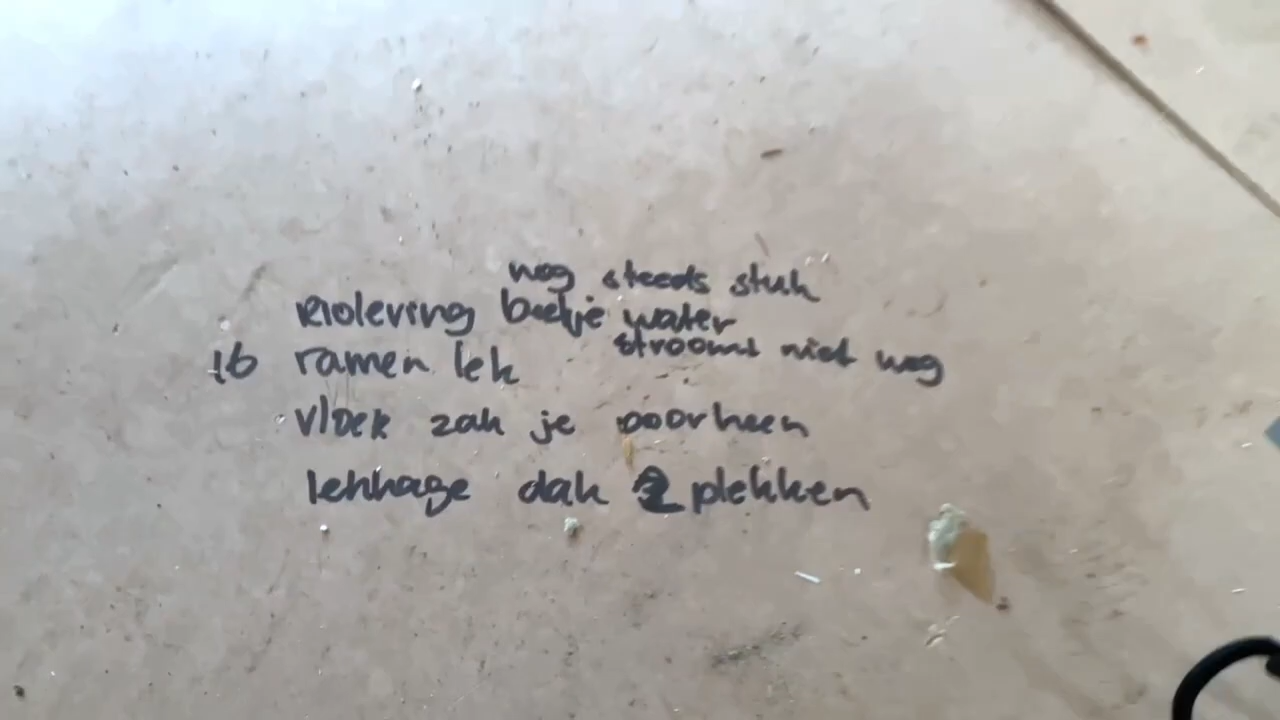 nog steeds stuk
Riolering beetje water
stroomt niet weg
16 ramen lek
vloer zak je doorheen
lekkage dak 2 plekken